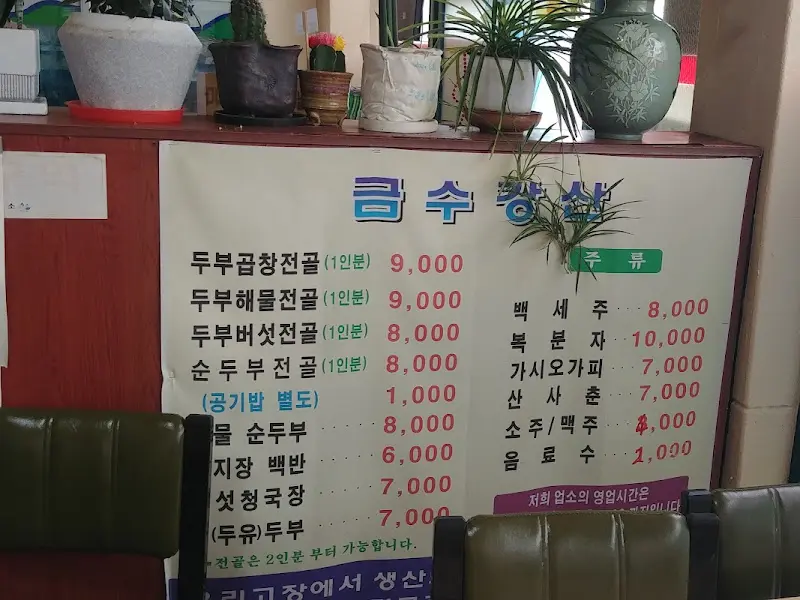 금수강산
두부곱창전골(1인분) 9,000
두부해물전골(1인분) 9,000
두부버섯전골(1인분) 8,000
순두부전골(1인분) 8,000
(공기밥 별도) 1,000
물 순두부 8,000
지장 백반 6,000
섯청국장 7,000
(두유)두부 7,000
전골은 2인분 부터 가능합니다.
고장에서 생산
주류
백세주 8,000
복분자 10,000
가시오가피 7,000
산사춘 7,000
소주/맥주 ,000
음료수 1,000
저희 업소의 영업시간은